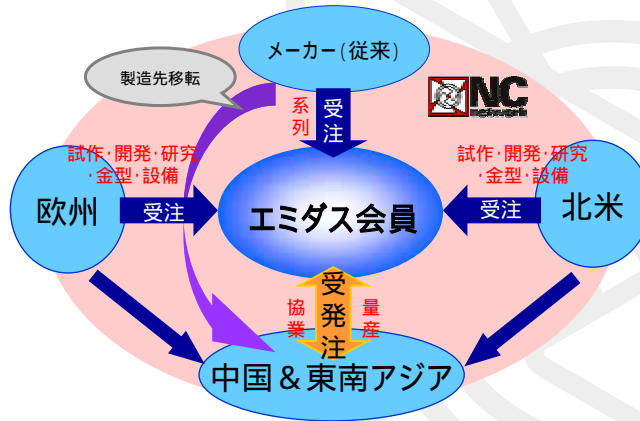 メーカー(従来)
製造先移転
NC
network
系列
受注
試作・開発・研究
・金型・設備
試作・開発・研究
・金型・設備
欧州
受注
エミダス会員
受注
北米
協業
受発注
量産
中国＆東南アジア